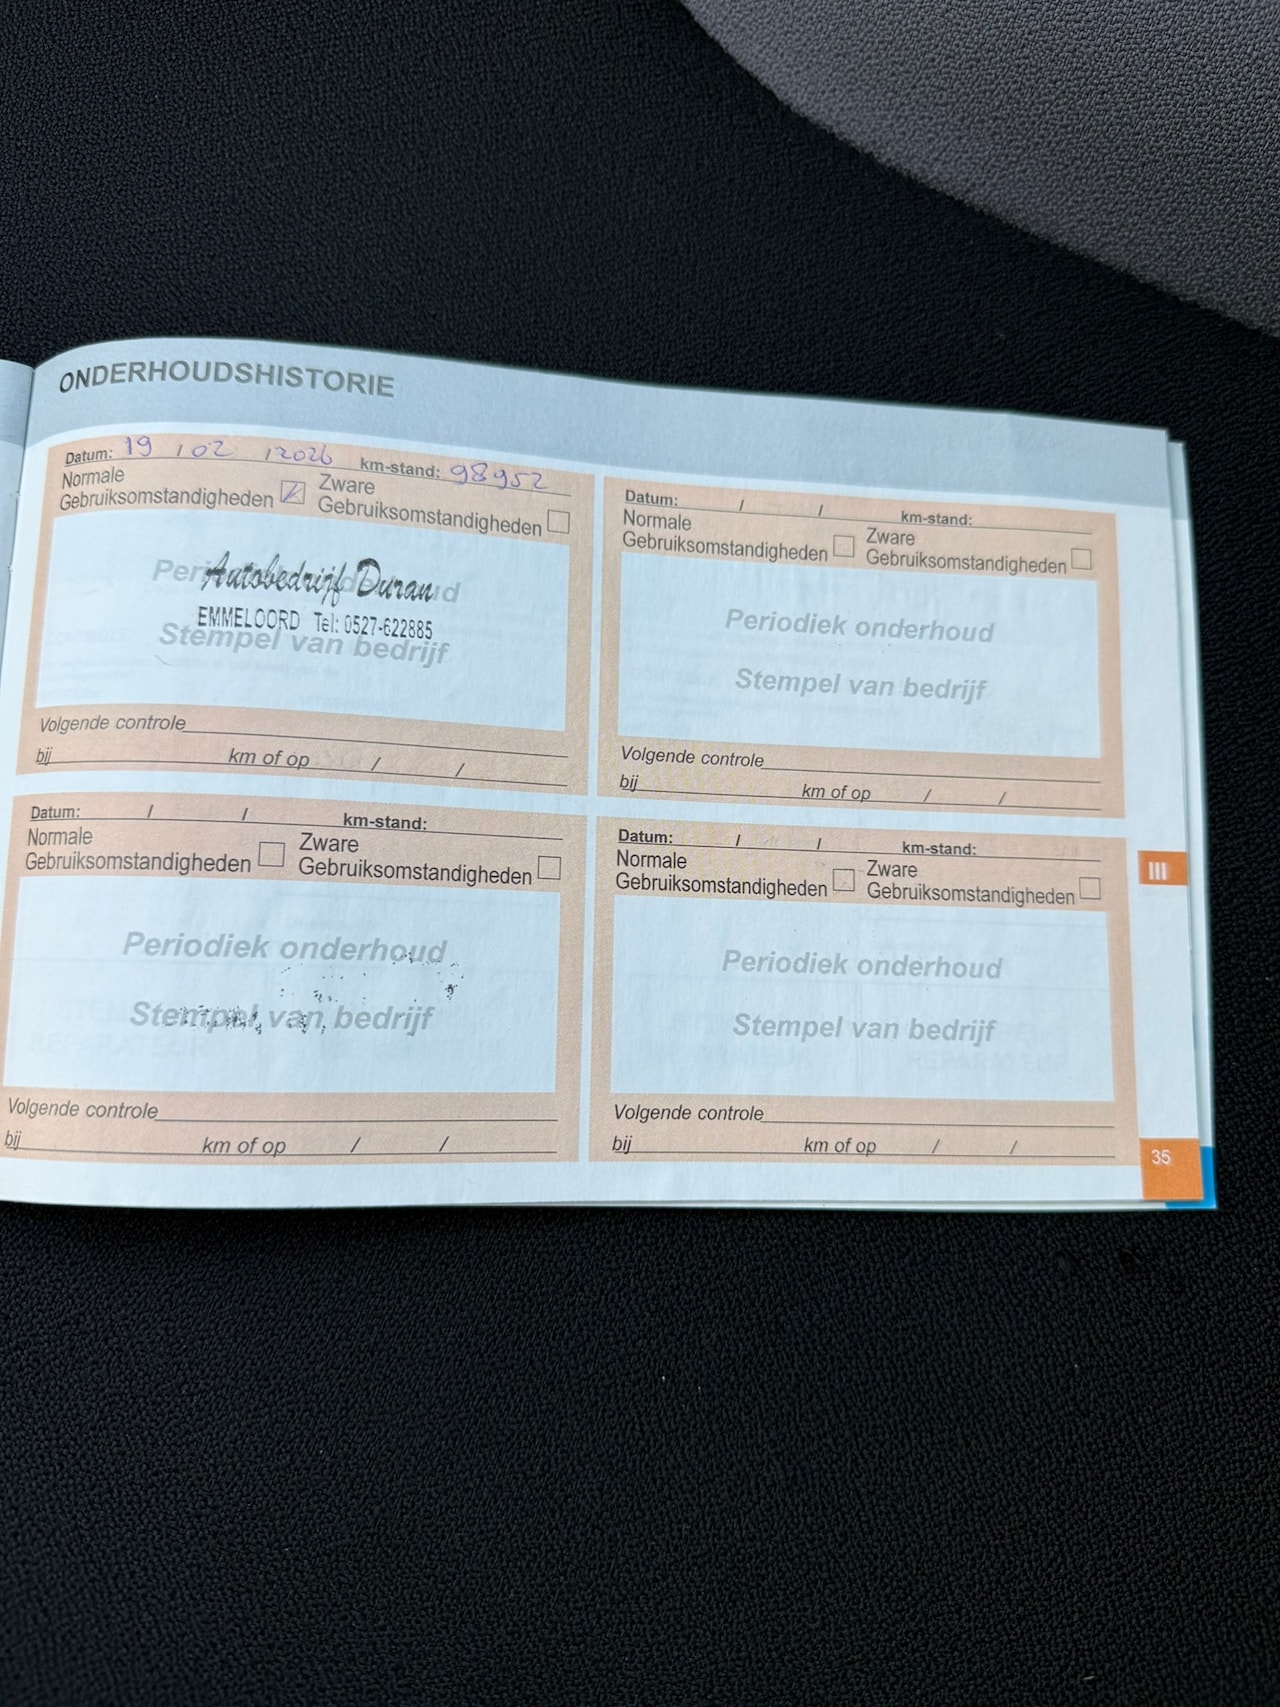 ONDERHOUDSHISTORIE
Datum: 19 / 02 / 2026 km-stand: 98952
Normale
Gebruiksomstandigheden
Zware
Gebruiksomstandigheden
Periodiek onderhoud
Autobedrijf Duran
EMMELOORD Tel: 0527-622885
Stempel van bedrijf
Volgende controle
bij km of op / /
Datum: / / km-stand:
Normale
Gebruiksomstandigheden
Zware
Gebruiksomstandigheden
Periodiek onderhoud
Stempel van bedrijf
Volgende controle
bij km of op / /
Datum: / / km-stand:
Normale
Gebruiksomstandigheden
Zware
Gebruiksomstandigheden
Periodiek onderhoud
Stempel van bedrijf
Volgende controle
bij km of op / /
Datum: / / km-stand:
Normale
Gebruiksomstandigheden
Zware
Gebruiksomstandigheden
Periodiek onderhoud
Stempel van bedrijf
Volgende controle
bij km of op / /
III
35